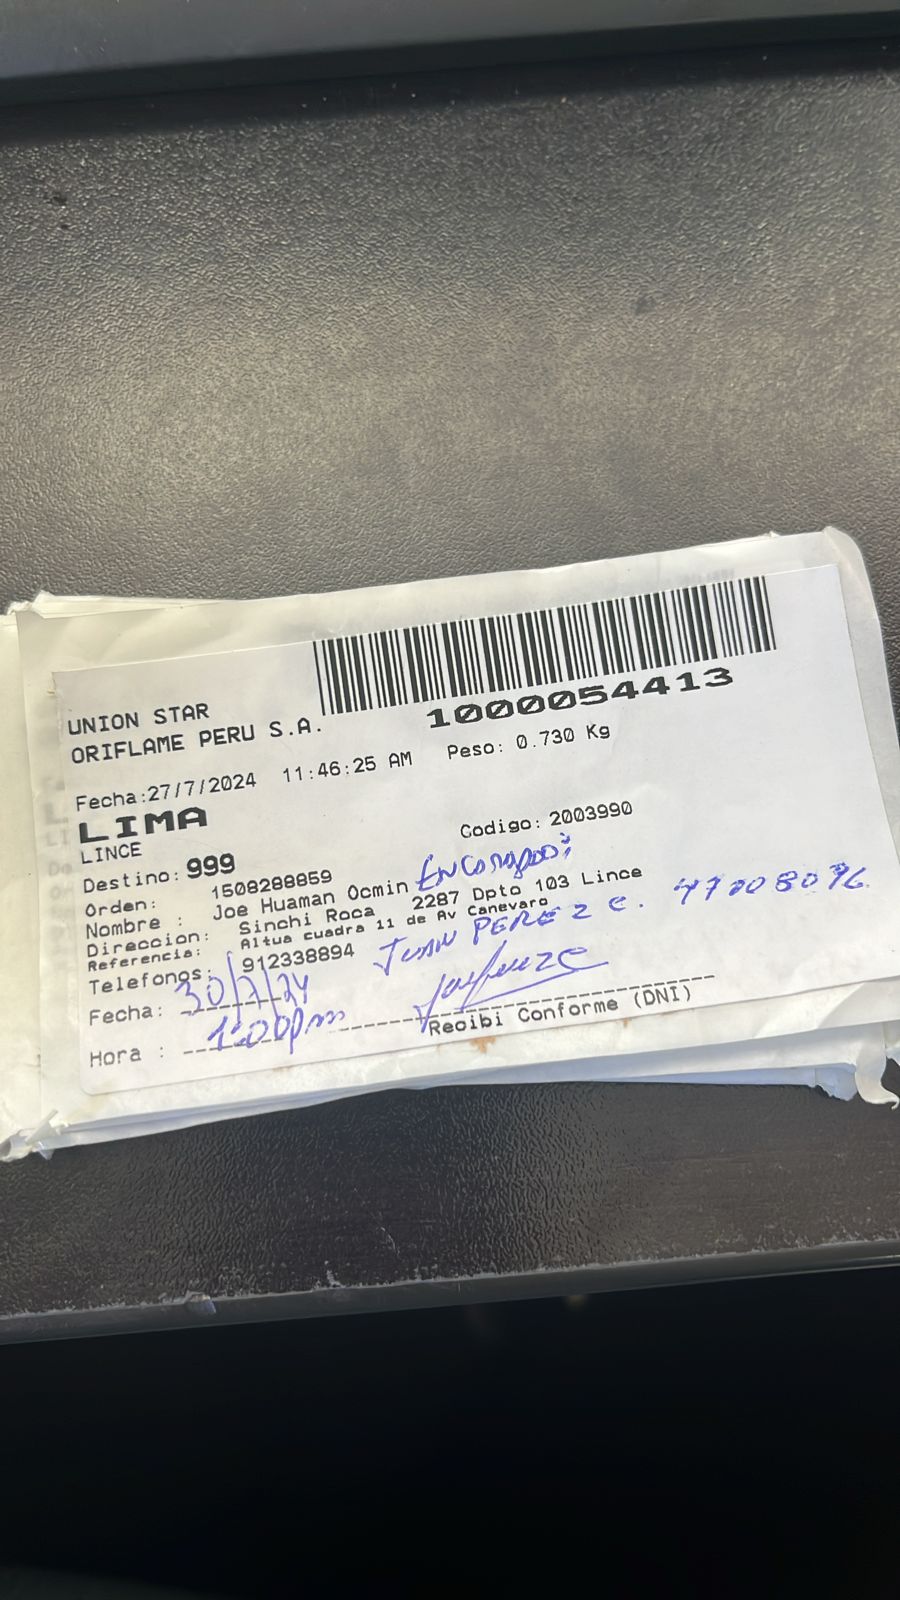 1000054413
UNION STAR
ORIFLAME PERU S.A.
Fecha:27/7/2024 11:46:25 AM Peso: 0.730 Kg
LIMA
LINCE
Codigo: 2003990
Destino: 999
Orden: 1508288859
Nombre : Joe Huaman Ocmin
Direccion: Sinchi Roca 2287 Dpto 103 Lince
Referencia: Altua cuadra 11 de Av Canevaro
Telefonos: 912338894
JUAN PEREZ C.
Fecha: 30/7/24
Hora : 1:00pm
Recibi Conforme (DNI)